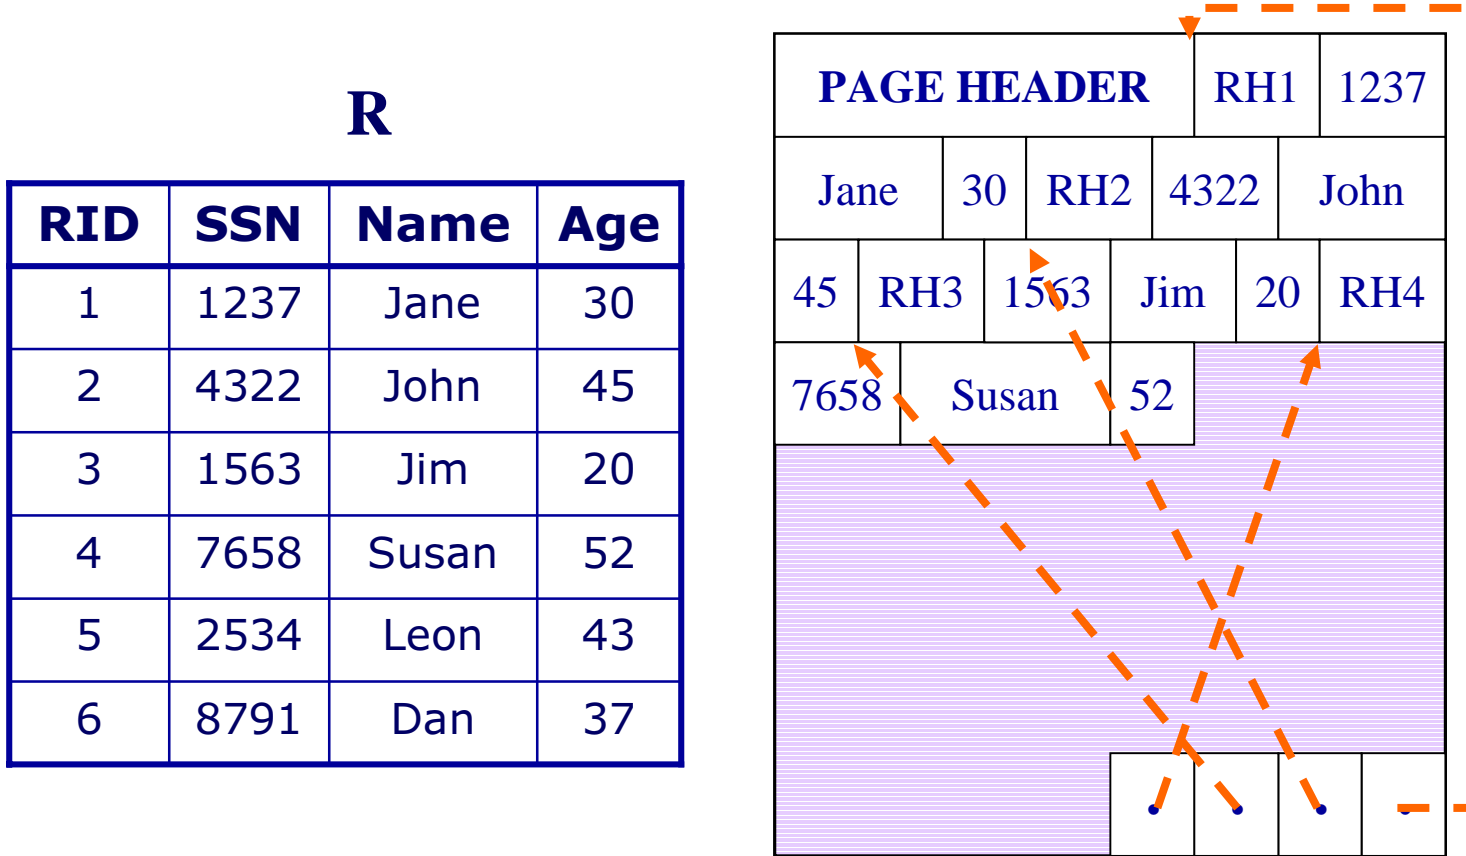 R
RID SSN Name Age
1 1237 Jane 30
2 4322 John 45
3 1563 Jim 20
4 7658 Susan 52
5 2534 Leon 43
6 8791 Dan 37
PAGE HEADER RH1 1237
Jane 30 RH2 4322 John
45 RH3 1563 Jim 20 RH4
7658 Susan 52